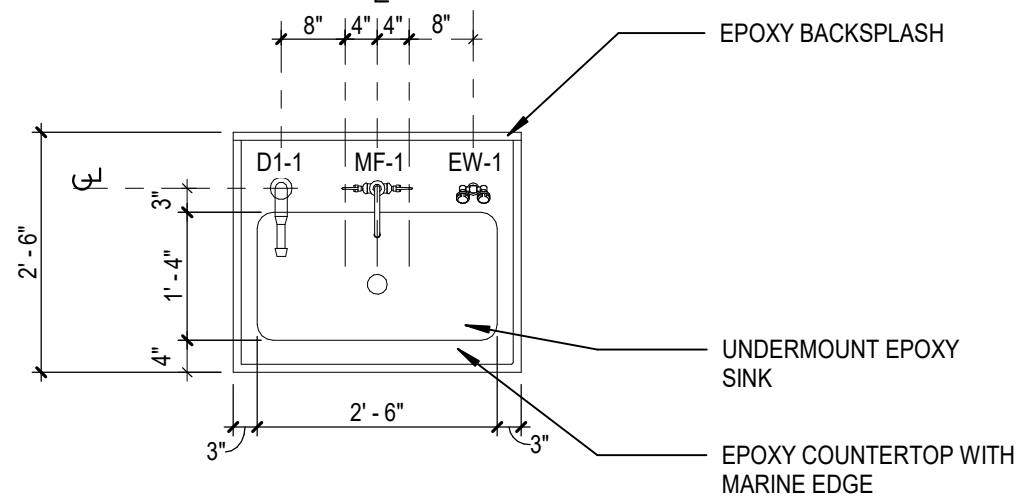 8" 4" 4" 8"
EPOXY BACKSPLASH
D1-1 MF-1 EW-1
℄
3"
2' - 6"
1' - 4"
4"
UNDERMOUNT EPOXY
SINK
2' - 6"
3" 3"
EPOXY COUNTERTOP WITH
MARINE EDGE